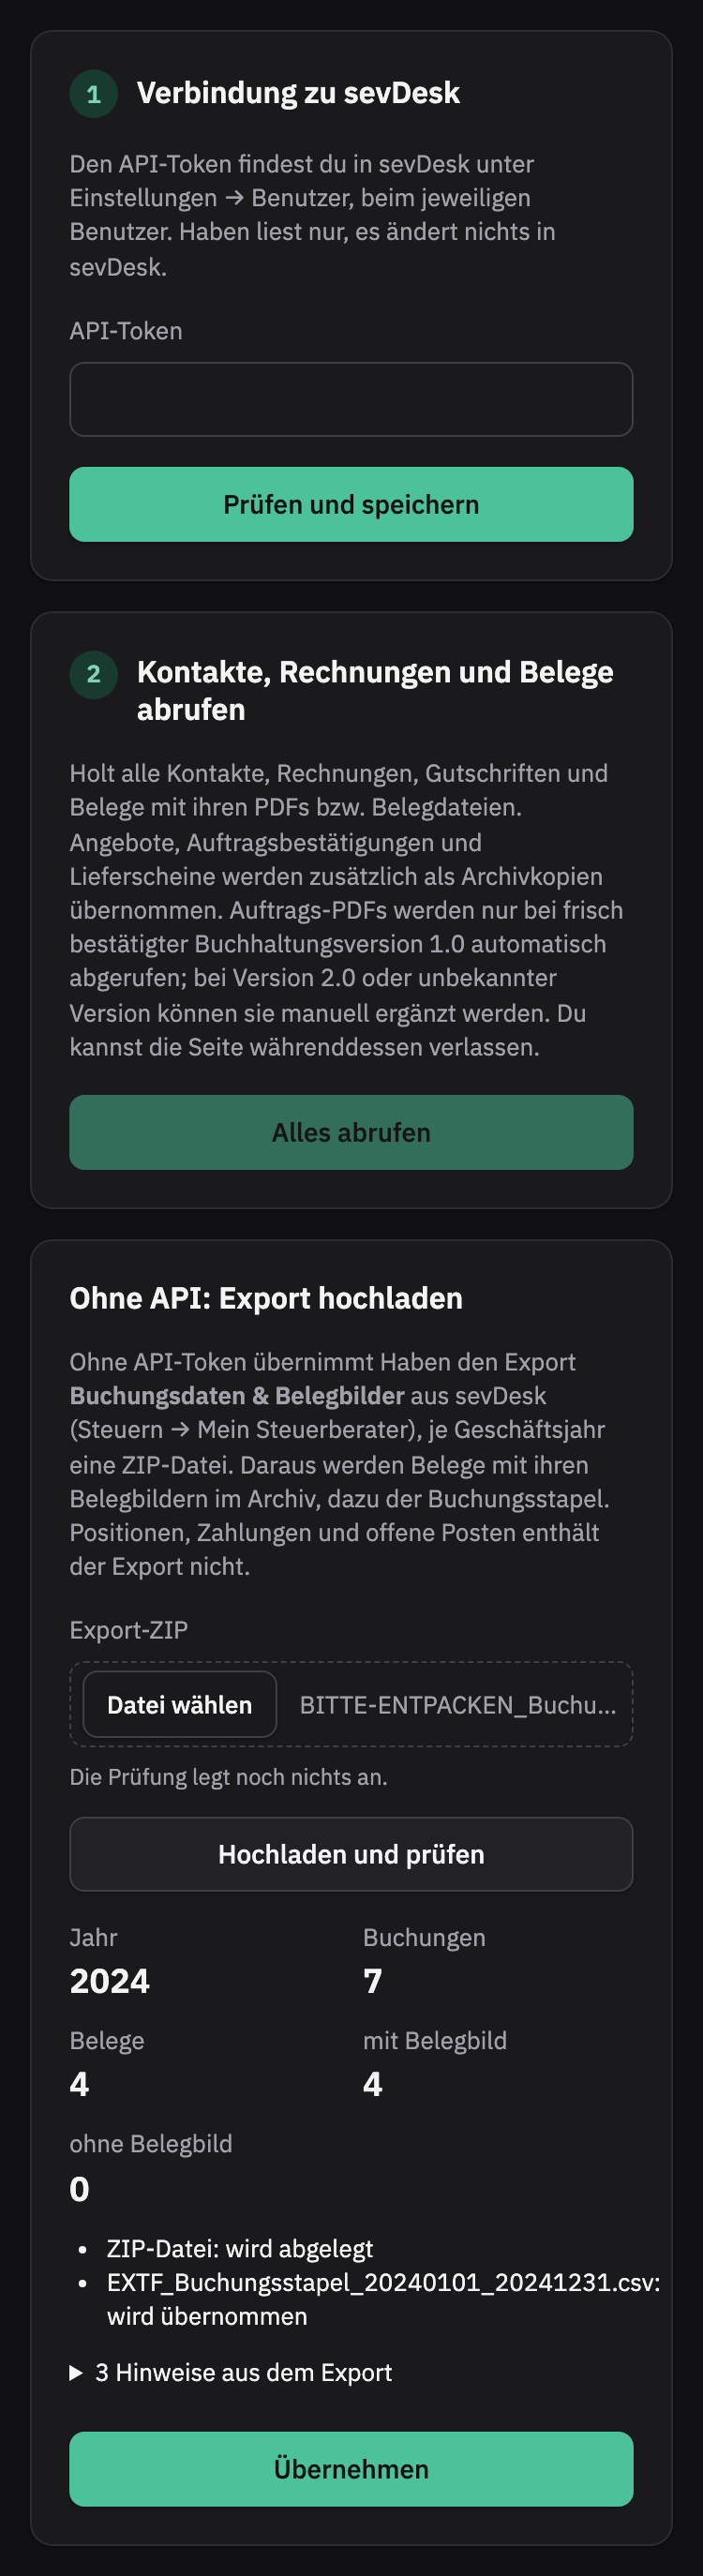 1 Verbindung zu sevDesk
Den API-Token findest du in sevDesk unter
Einstellungen → Benutzer, beim jeweiligen
Benutzer. Haben liest nur, es ändert nichts in
sevDesk.
API-Token
Prüfen und speichern
2 Kontakte, Rechnungen und Belege
abrufen
Holt alle Kontakte, Rechnungen, Gutschriften und
Belege mit ihren PDFs bzw. Belegdateien.
Angebote, Auftragsbestätigungen und
Lieferscheine werden zusätzlich als Archivkopien
übernommen. Auftrags-PDFs werden nur bei frisch
bestätigter Buchhaltungsversion 1.0 automatisch
abgerufen; bei Version 2.0 oder unbekannter
Version können sie manuell ergänzt werden. Du
kannst die Seite währenddessen verlassen.
Alles abrufen
Ohne API: Export hochladen
Ohne API-Token übernimmt Haben den Export
Buchungsdaten & Belegbilder aus sevDesk
(Steuern → Mein Steuerberater), je Geschäftsjahr
eine ZIP-Datei. Daraus werden Belege mit ihren
Belegbildern im Archiv, dazu der Buchungsstapel.
Positionen, Zahlungen und offene Posten enthält
der Export nicht.
Export-ZIP
Datei wählen BITTE-ENTPACKEN_Buchu...
Die Prüfung legt noch nichts an.
Hochladen und prüfen
Jahr Buchungen
2024 7
Belege mit Belegbild
4 4
ohne Belegbild
0
• ZIP-Datei: wird abgelegt
• EXTF_Buchungsstapel_20240101_20241231.csv:
wird übernommen
▶ 3 Hinweise aus dem Export
Übernehmen